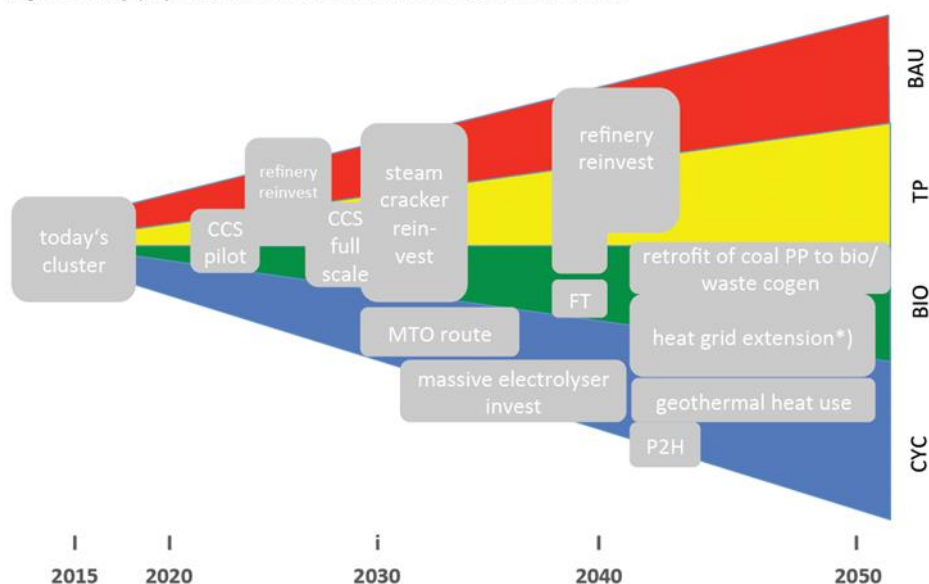 BAU
refinery
reinvest
refinery
reinvest
steam
cracker
rein-
vest
TP
today's
cluster
CCS
pilot
CCS
full
scale
retrofit of coal PP to bio/
waste cogen
BIO
FT
MTO route
heat grid extension*)
massive electrolyser
invest
geothermal heat use
P2H
CYC
I I i I I
2015 2020 2030 2040 2050